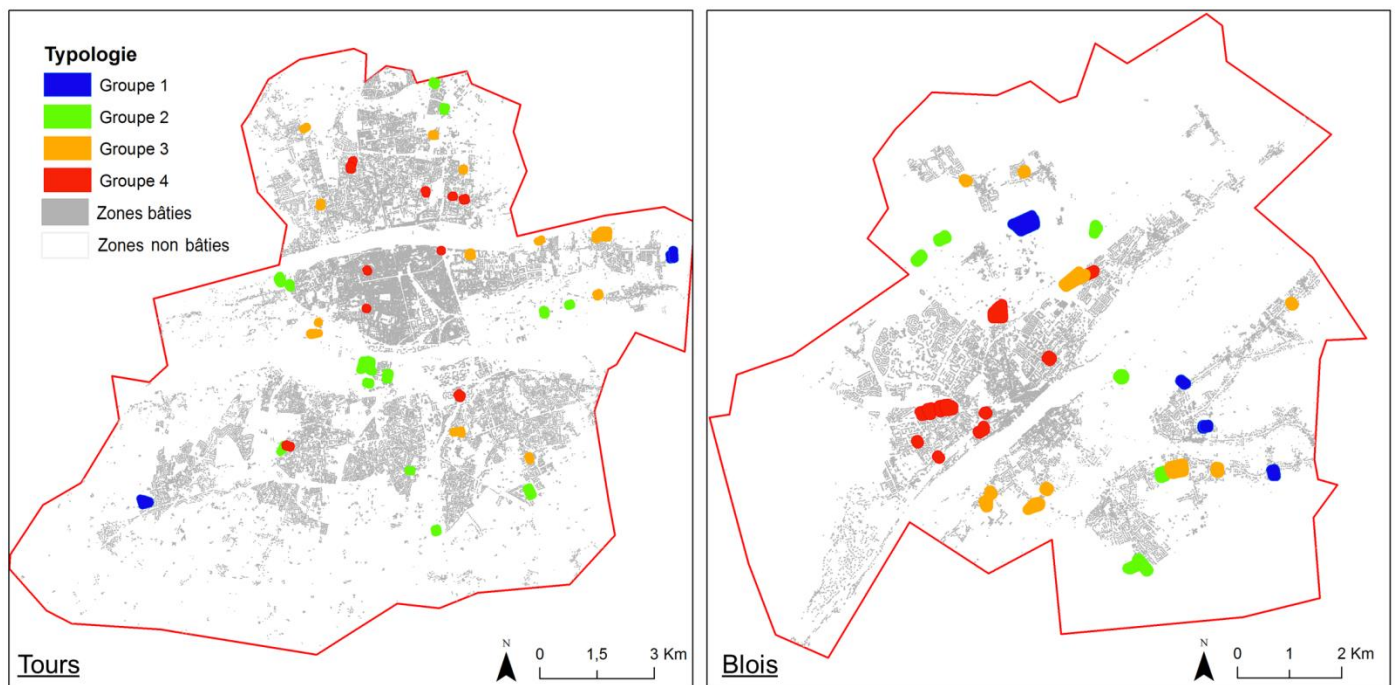 Typologie
Groupe 1
Groupe 2
Groupe 3
Groupe 4
Zones bâties
Zones non bâties
Tours
N
0 1,5 3 Km
Blois
N
0 1 2 Km